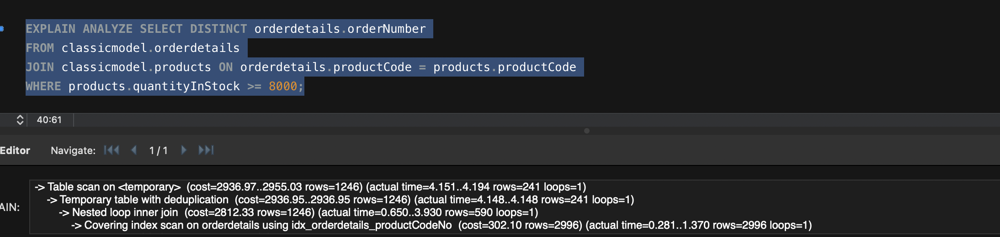 EXPLAIN ANALYZE SELECT DISTINCT orderdetails.orderNumber
FROM classicmodel.orderdetails
JOIN classicmodel.products ON orderdetails.productCode = products.productCode
WHERE products.quantityInStock >= 8000;
40:61
Editor Navigate: 1 / 1
-> Table scan on <temporary> (cost=2936.97..2955.03 rows=1246) (actual time=4.151..4.194 rows=241 loops=1)
-> Temporary table with deduplication (cost=2936.95..2936.95 rows=1246) (actual time=4.148..4.148 rows=241 loops=1)
AIN:
-> Nested loop inner join (cost=2812.33 rows=1246) (actual time=0.650..3.930 rows=590 loops=1)
-> Covering index scan on orderdetails using idx_orderdetails_productCodeNo (cost=302.10 rows=2996) (actual time=0.281..1.370 rows=2996 loops=1)